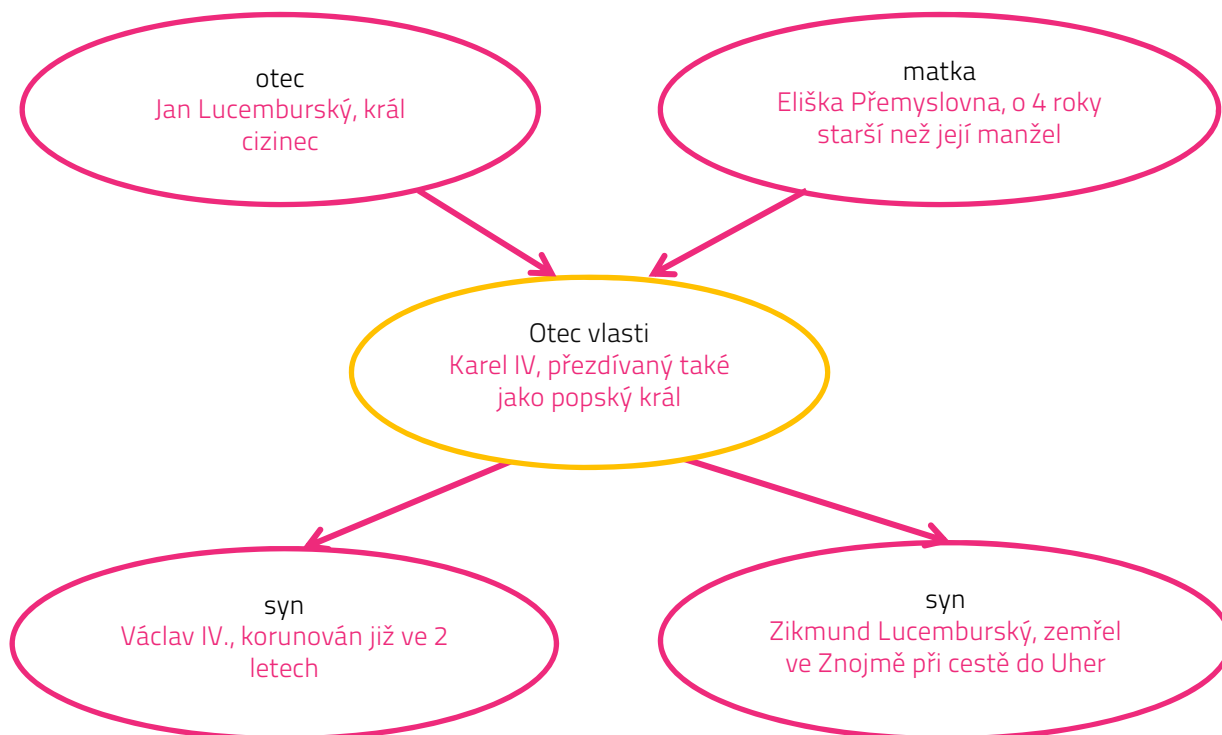 otec
Jan Lucemburský, král
cizinec
matka
Eliška Přemyslovna, o 4 roky
starší než její manžel
Otec vlasti
Karel IV, přezdívaný také
jako popský král
syn
Václav IV., korunován již ve 2
letech
syn
Zikmund Lucemburský, zemřel
ve Znojmě při cestě do Uher